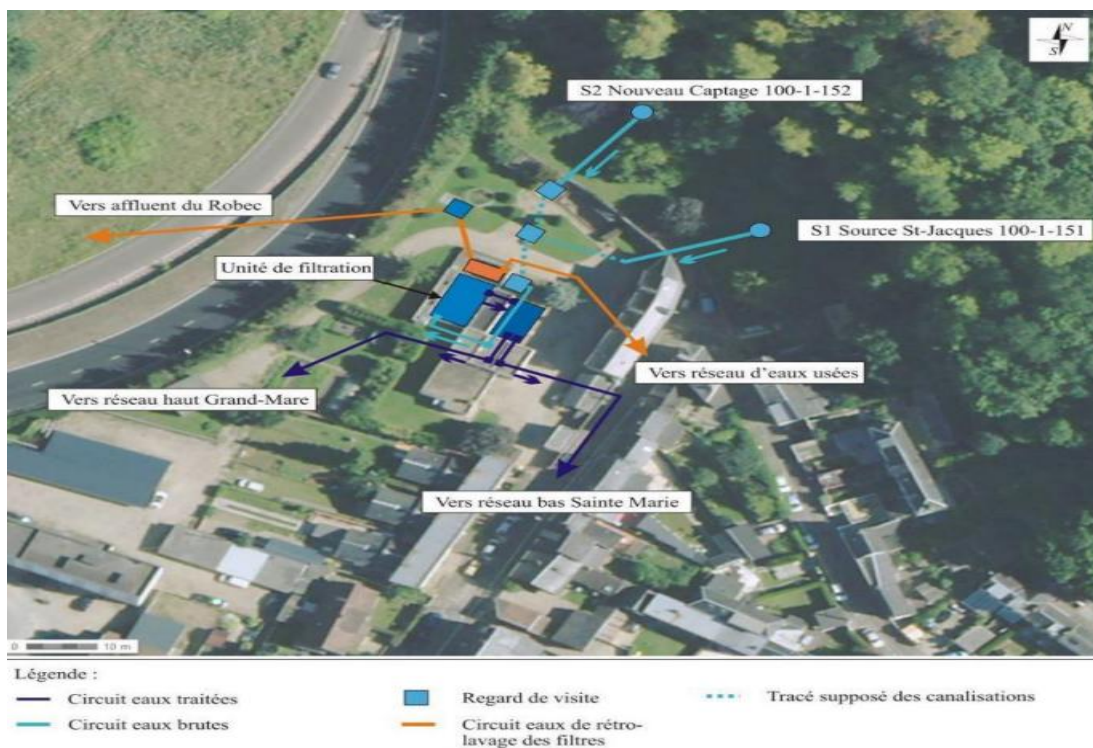 N
S
S2 Nouveau Captage 100-1-152
Vers affluent du Robec
S1 Source St-Jacques 100-1-151
Unité de filtration
Vers réseau d'eaux usées
Vers réseau haut Grand-Mare
Vers réseau bas Sainte Marie
0 10 m
Légende :
Circuit eaux traitées
Regard de visite
Tracé supposé des canalisations
Circuit eaux brutes
Circuit eaux de rétro-
lavage des filtres